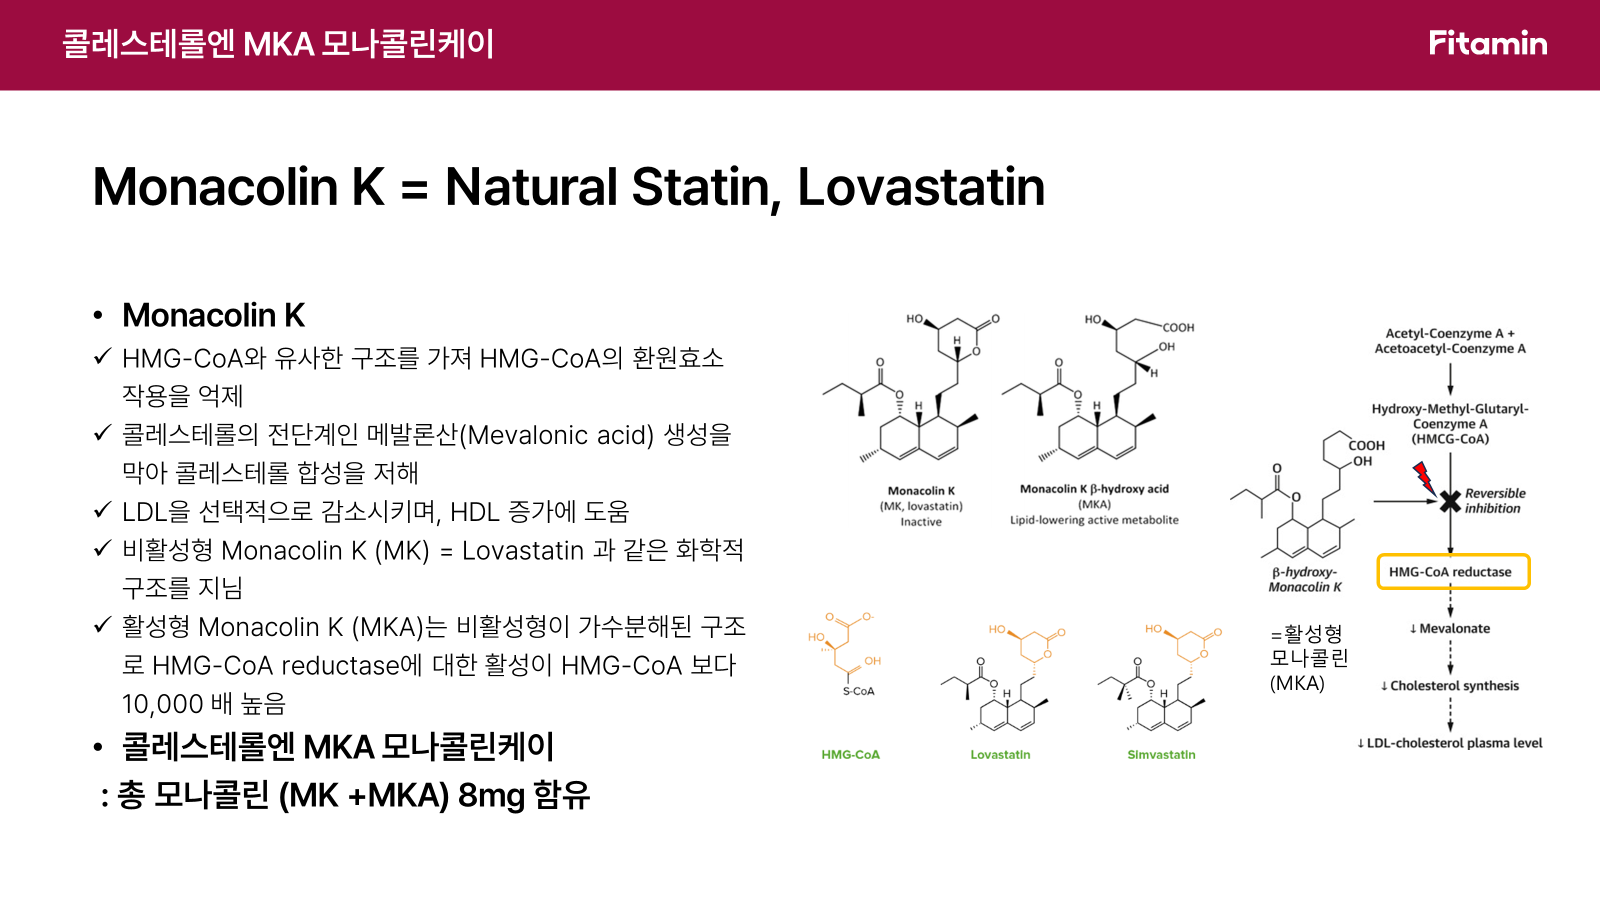 콜레스테롤엔 MKA 모나콜린케이
Fitamin
Monacolin K = Natural Statin, Lovastatin
• Monacolin K
✓ HMG-CoA와 유사한 구조를 가져 HMG-CoA의 환원효소
작용을 억제
✓ 콜레스테롤의 전단계인 메발론산(Mevalonic acid) 생성을
막아 콜레스테롤 합성을 저해
✓ LDL을 선택적으로 감소시키며, HDL 증가에 도움
✓ 비활성형 Monacolin K (MK) = Lovastatin 과 같은 화학적
구조를 지님
✓ 활성형 Monacolin K (MKA)는 비활성형이 가수분해된 구조
로 HMG-CoA reductase에 대한 활성이 HMG-CoA 보다
10,000 배 높음
• 콜레스테롤엔 MKA 모나콜린케이
: 총 모나콜린 (MK +MKA) 8mg 함유
HO
O
H
O
O
O
H
Monacolin K
(MK, lovastatin)
Inactive
HO
COOH
OH
H
O
O
H
Monacolin K β-hydroxy acid
(MKA)
Lipid-lowering active metabolite
Acetyl-Coenzyme A +
Acetoacetyl-Coenzyme A
Hydroxy-Methyl-Glutaryl-
Coenzyme A
(HMCG-CoA)
COOH
OH
O
O
β-hydroxy-
Monacolin K
Reversible
inhibition
HMG-CoA reductase
↓ Mevalonate
↓ Cholesterol synthesis
↓ LDL-cholesterol plasma level
=활성형
모나콜린
(MKA)
O
O-
HO
OH
S-CoA
HMG-CoA
HO
O
O
O
O
H
Lovastatin
HO
O
O
O
O
H
Simvastatin